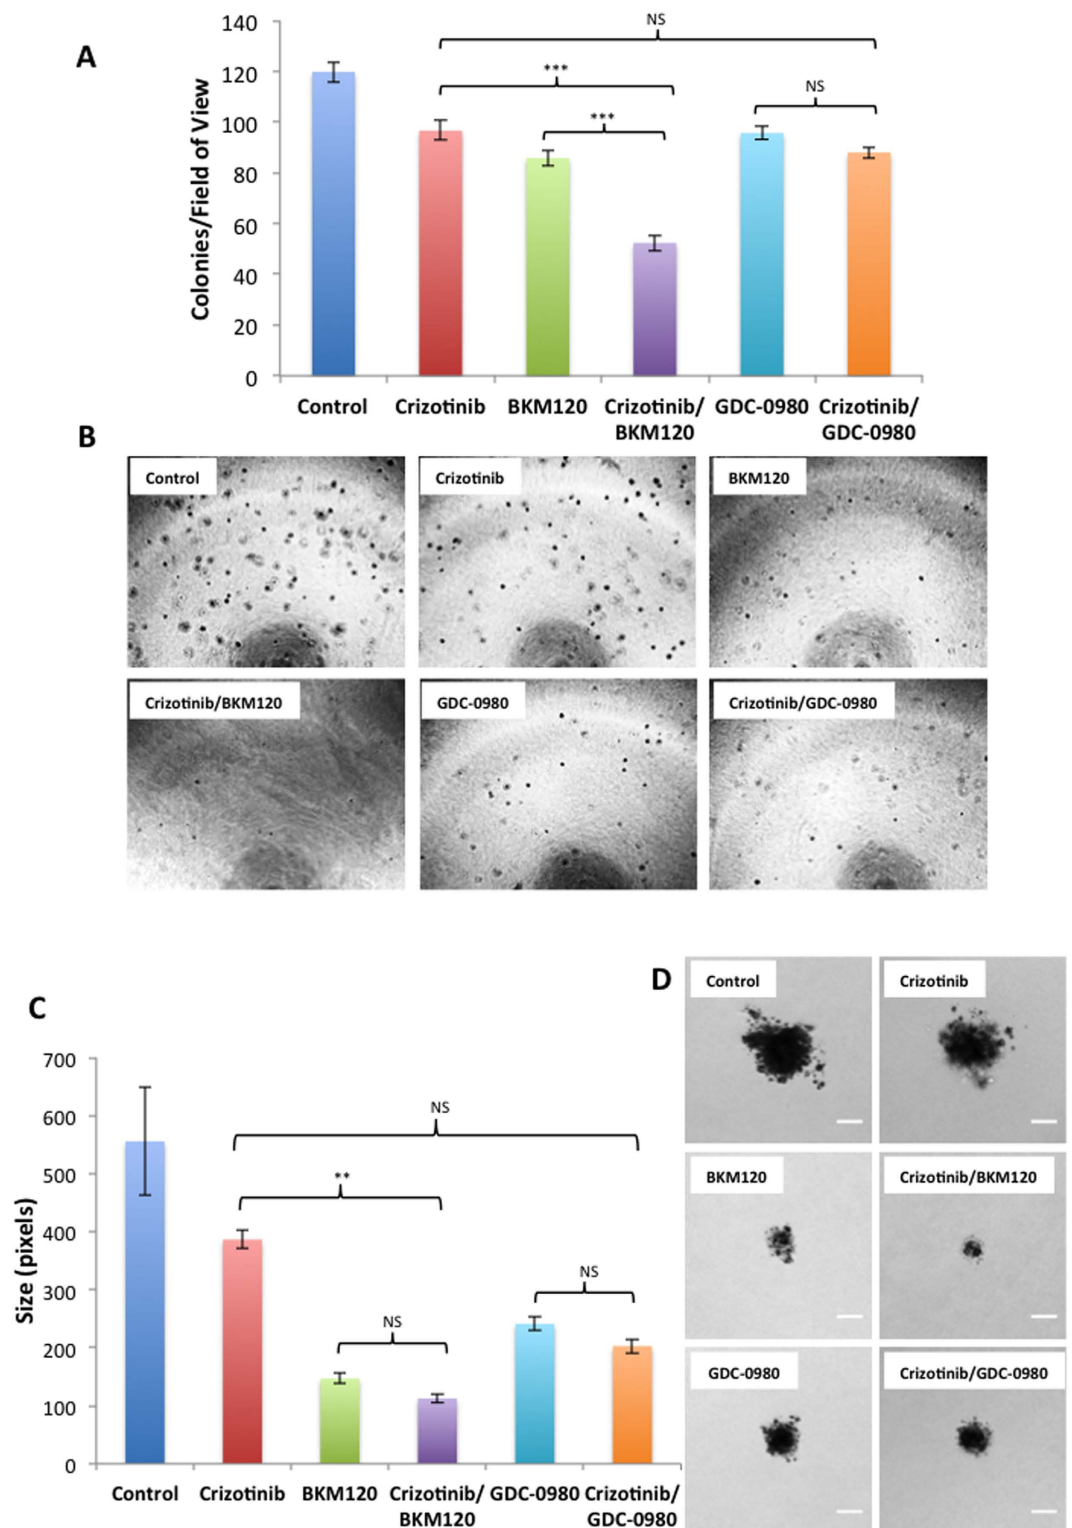 A
Colonies/Field of View
140
120
100
80
60
40
20
0
NS
***
***
NS
Control
Crizotinib
BKM120
Crizotinib/
BKM120
GDC-0980
Crizotinib/
GDC-0980
B
Control
Crizotinib
BKM120
Crizotinib/BKM120
GDC-0980
Crizotinib/GDC-0980
C
Size (pixels)
700
600
500
400
300
200
100
0
NS
**
NS
NS
Control
Crizotinib
BKM120
Crizotinib/
BKM120
GDC-0980
Crizotinib/
GDC-0980
D
Control
Crizotinib
BKM120
Crizotinib/BKM120
GDC-0980
Crizotinib/GDC-0980